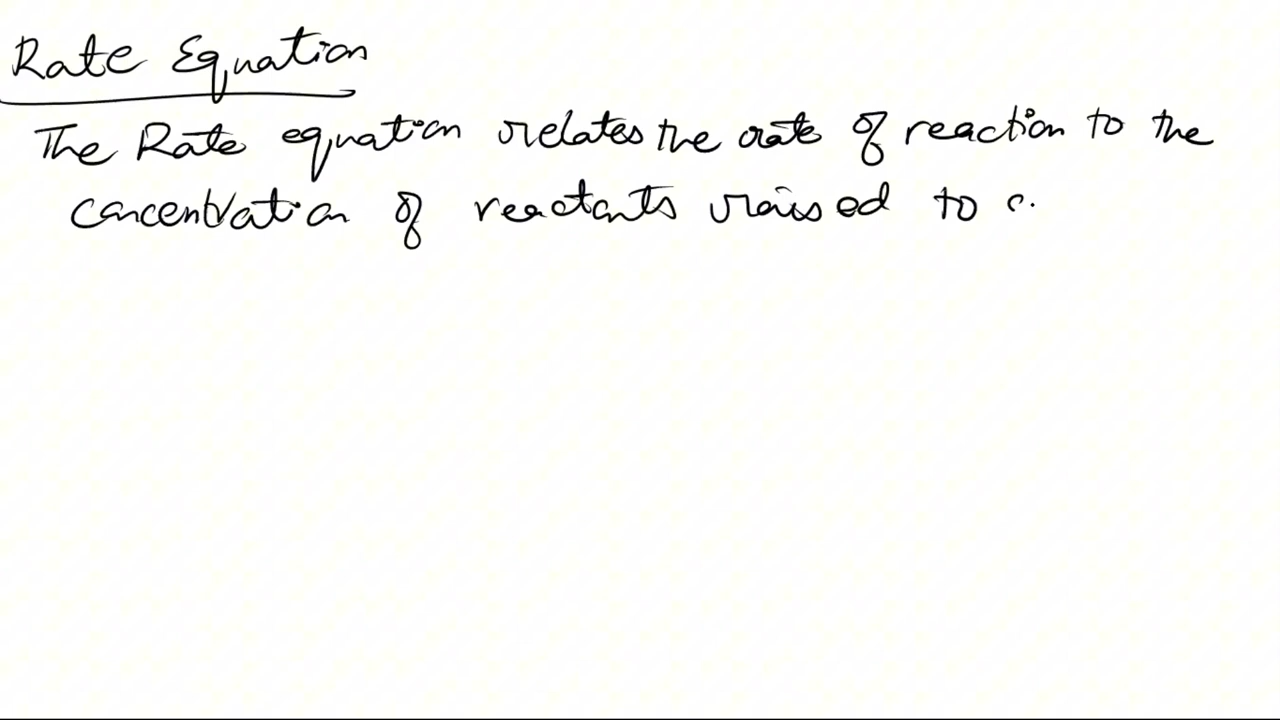 Rate Equation
The Rate equation relates the rate of reaction to the
concentration of reactants raised to